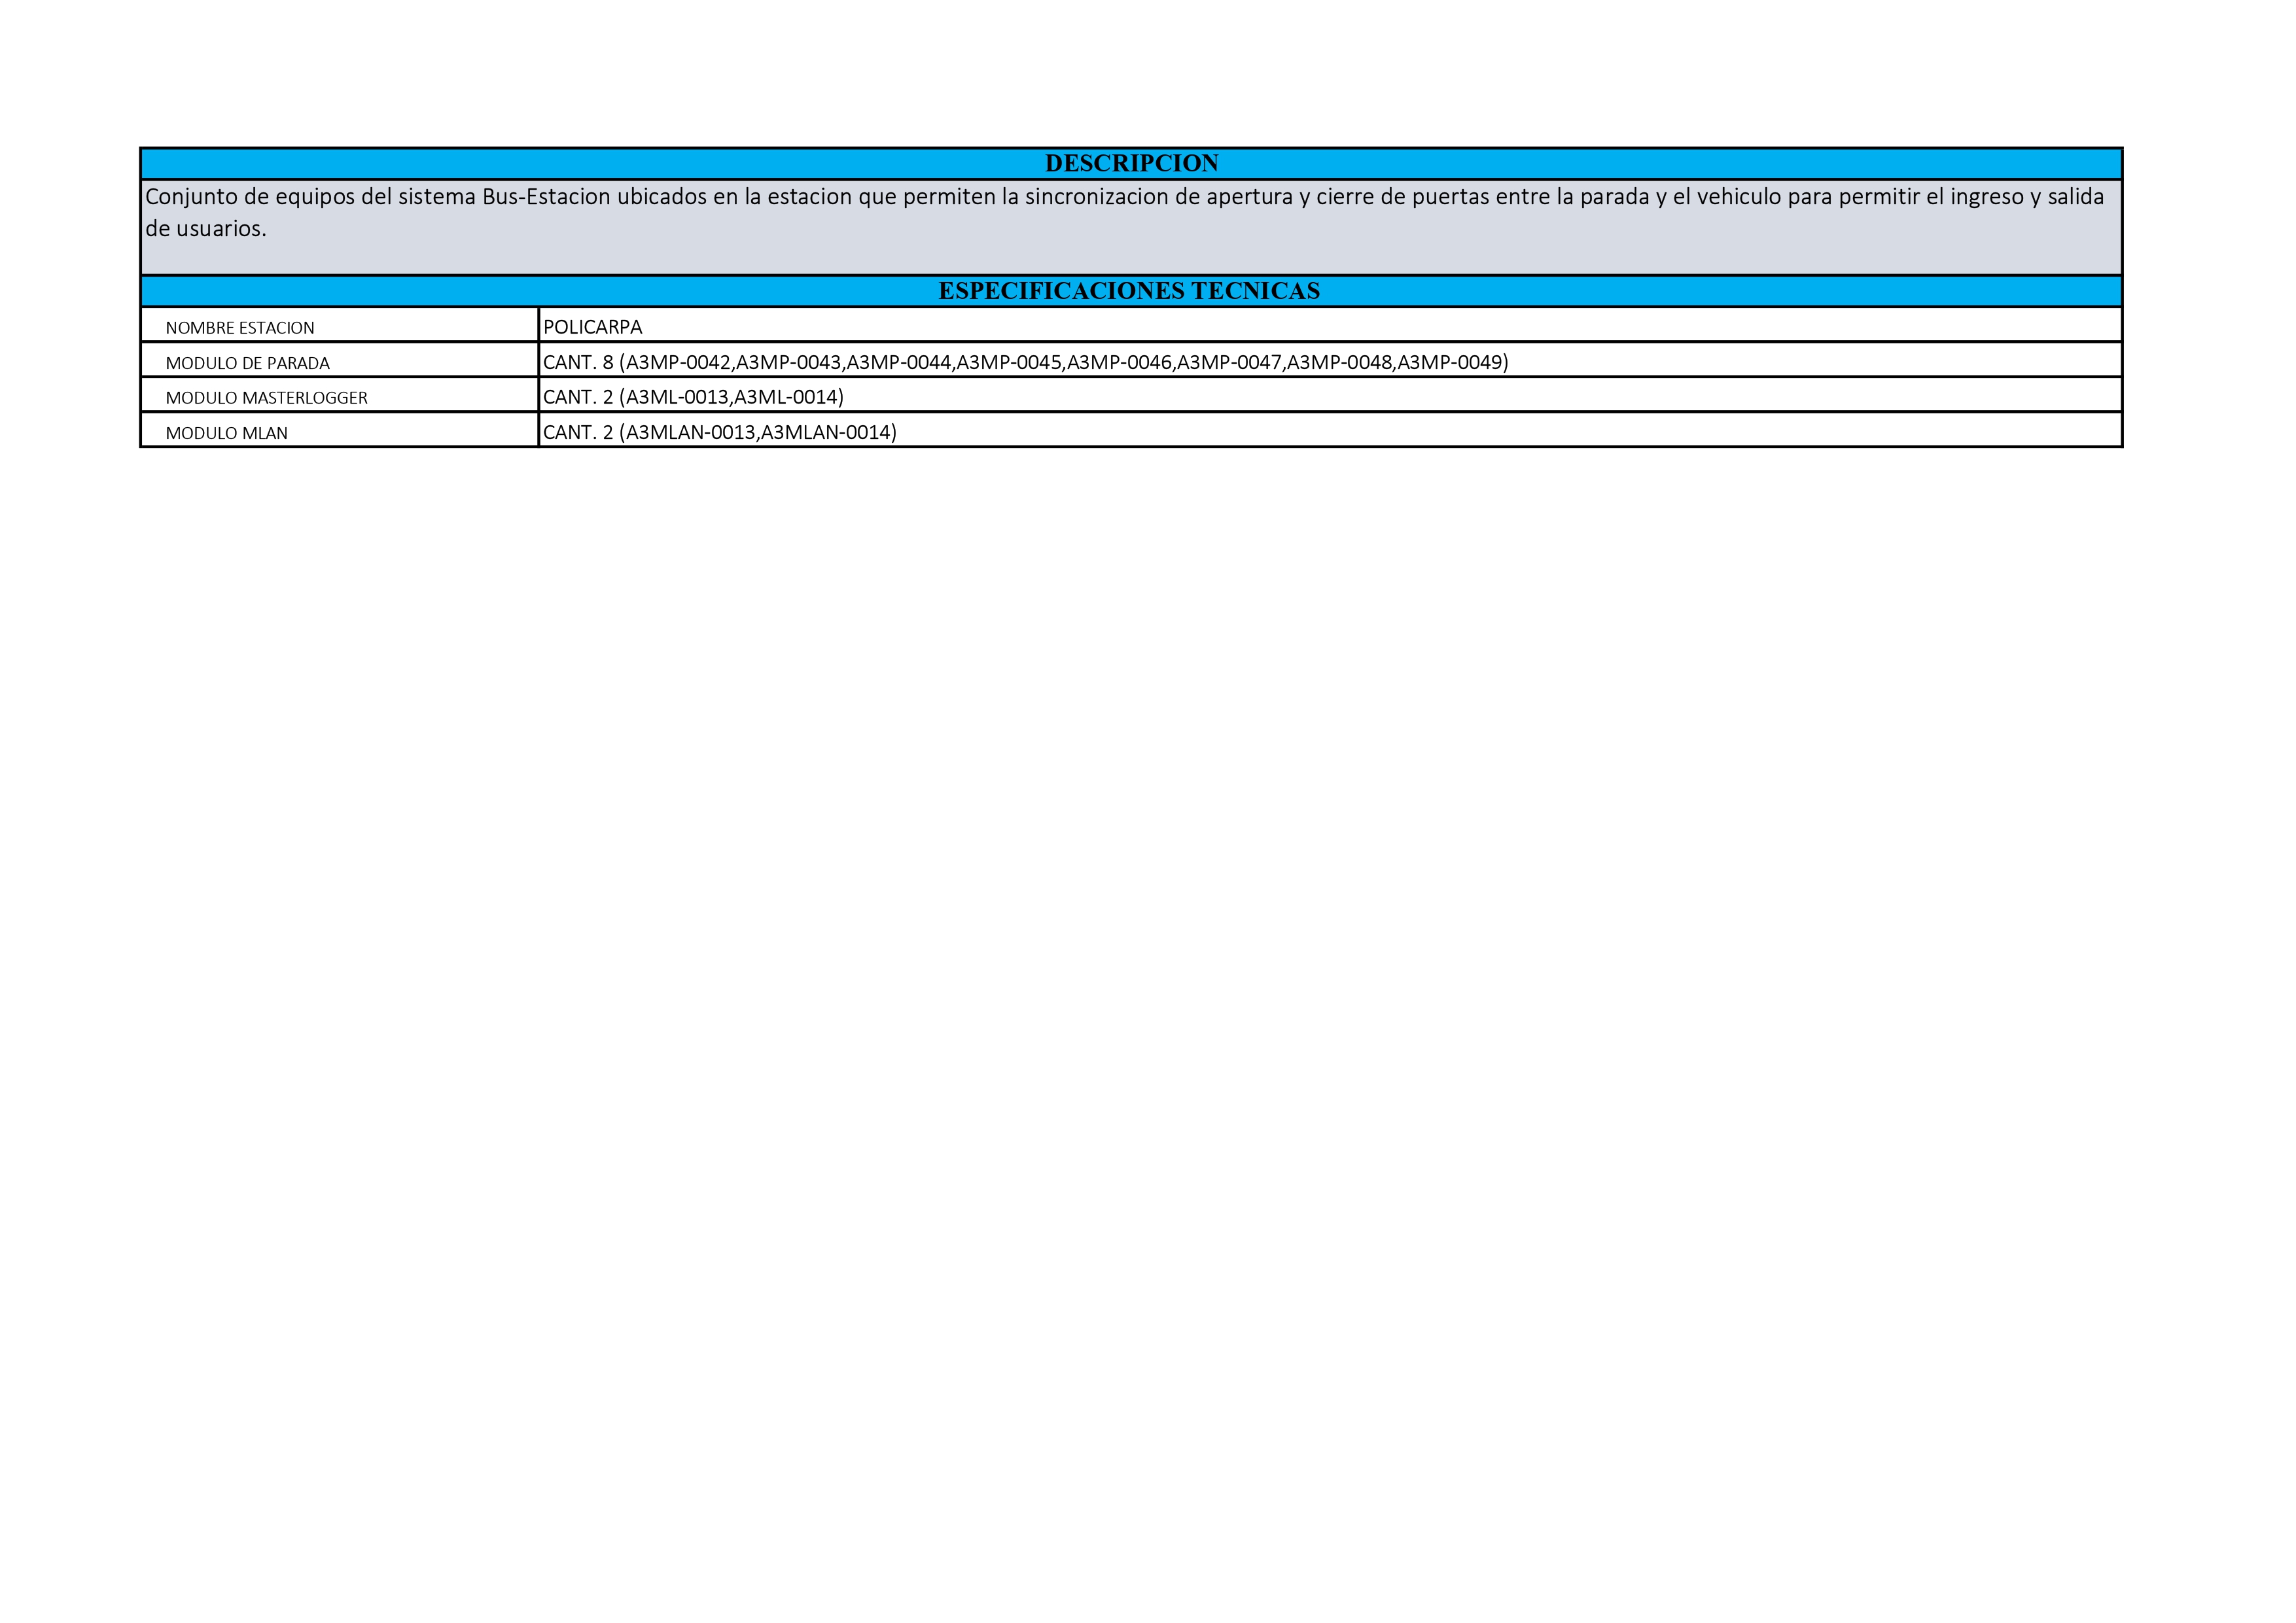 DESCRIPCION
Conjunto de equipos del sistema Bus-Estacion ubicados en la estacion que permiten la sincronizacion de apertura y cierre de puertas entre la parada y el vehiculo para permitir el ingreso y salida
de usuarios.
ESPECIFICACIONES TECNICAS
NOMBRE ESTACION POLICARPA
MODULO DE PARADA CANT. 8 (A3MP-0042,A3MP-0043,A3MP-0044,A3MP-0045,A3MP-0046,A3MP-0047,A3MP-0048,A3MP-0049)
MODULO MASTERLOGGER CANT. 2 (A3ML-0013,A3ML-0014)
MODULO MLAN CANT. 2 (A3MLAN-0013,A3MLAN-0014)